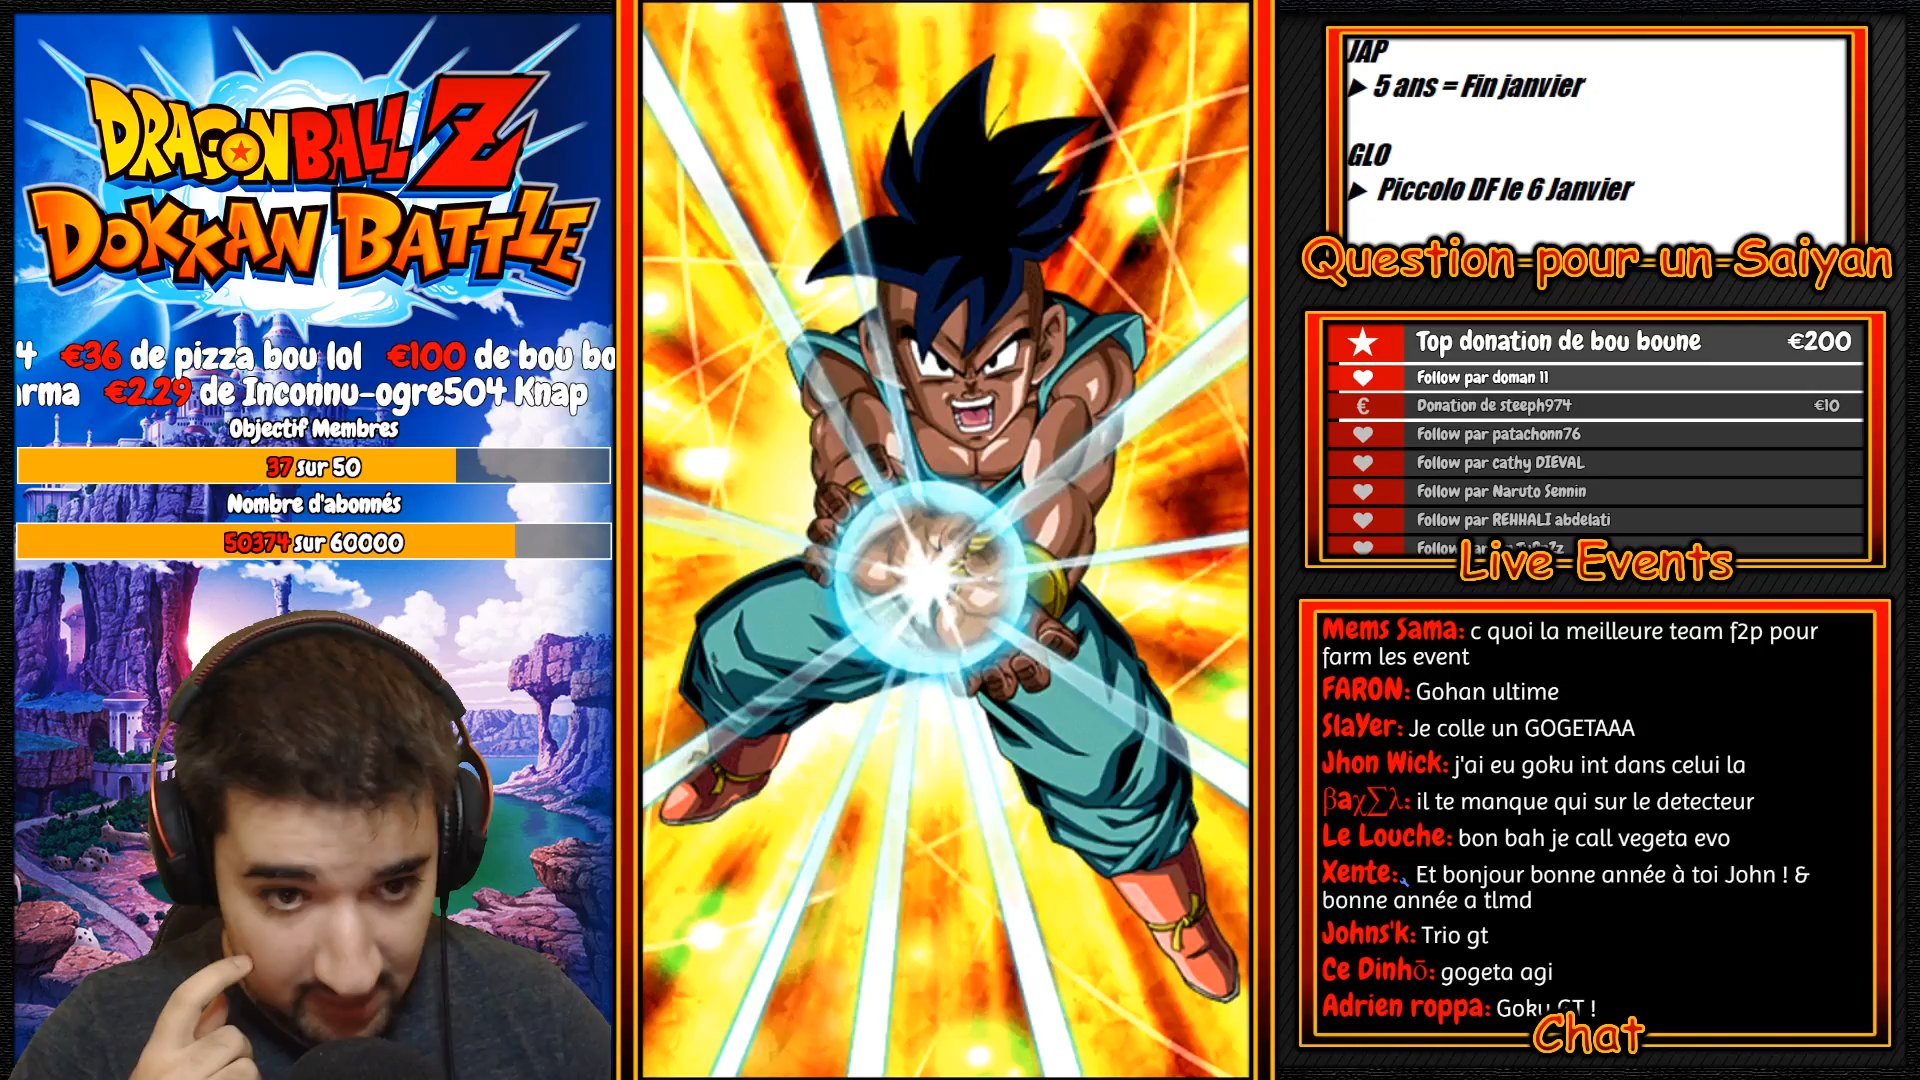 DRAGON BALL Z
DOKKAN BATTLE
4 €36 de pizza bou lol €100 de bou bo
arma €2.29 de Inconnu-ogre504 Knap
Objectif Membres
37 sur 50
Nombre d'abonnés
50374 sur 60000
JAP
▶ 5 ans = Fin janvier
GLO
▶ Piccolo DF le 6 Janvier
Question pour un Saiyan
Top donation de bou boune €200
Follow par doman 11
€ Donation de steeph974 €10
Follow par patachonn76
Follow par cathy DIEVAL
Follow par Naruto Sennin
Follow par REHHALI abdelati
Follow
Live Events
Mems Sama: c quoi la meilleure team f2p pour
farm les event
FARON: Gohan ultime
SlaYer: Je colle un GOGETAAA
Jhon Wick: j'ai eu goku int dans celui la
βaχ∑λ: il te manque qui sur le detecteur
Le Louche: bon bah je call vegeta evo
Xente: Et bonjour bonne année à toi John ! &
bonne année a tlmd
Johns'k: Trio gt
Ce Dinhō: gogeta agi
Adrien roppa: Goku GT !
Chat